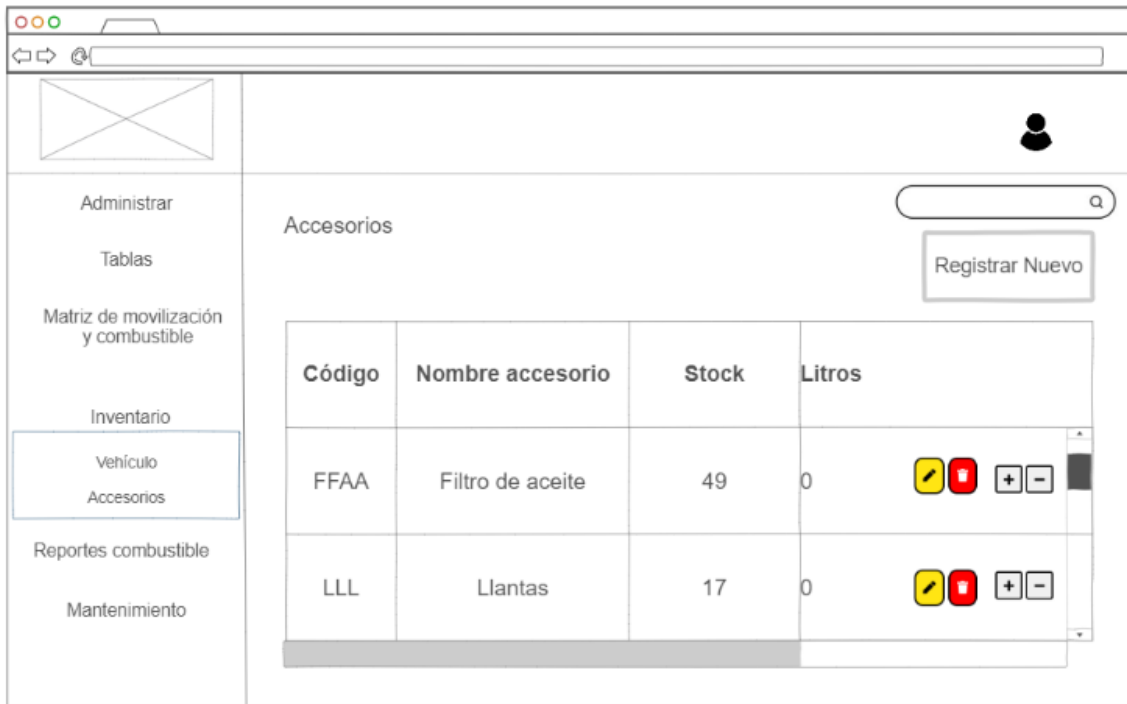 Administrar
Tablas
Matriz de movilización
y combustible
Inventario
Vehículo
Accesorios
Reportes combustible
Mantenimiento
Accesorios
Registrar Nuevo
Código Nombre accesorio Stock Litros
FFAA Filtro de aceite 49 0
LLL Llantas 17 0